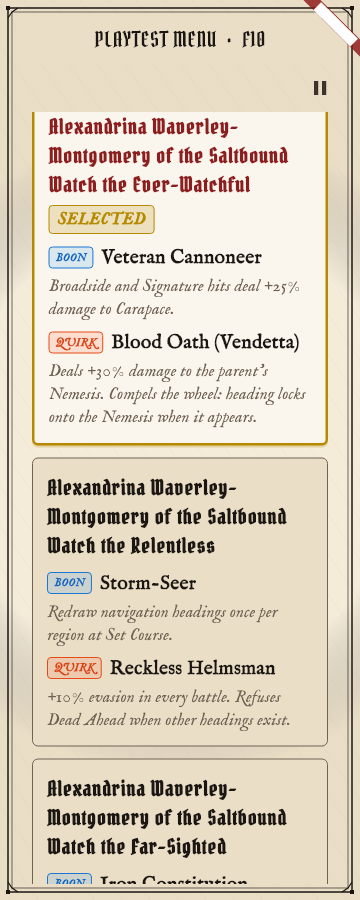 PLAYTEST MENU · F10
Alexandrina Waverley-
Montgomery of the Saltbound
Watch the Ever-Watchful
SELECTED
BOON Veteran Cannoneer
Broadside and Signature hits deal +25%
damage to Carapace.
QUIRK Blood Oath (Vendetta)
Deals +30% damage to the parent's
Nemesis. Compels the wheel: heading locks
onto the Nemesis when it appears.
Alexandrina Waverley-
Montgomery of the Saltbound
Watch the Relentless
BOON Storm-Seer
Redraw navigation headings once per
region at Set Course.
QUIRK Reckless Helmsman
+10% evasion in every battle. Refuses
Dead Ahead when other headings exist.
Alexandrina Waverley-
Montgomery of the Saltbound
Watch the Far-Sighted
BOON Iron Constitution